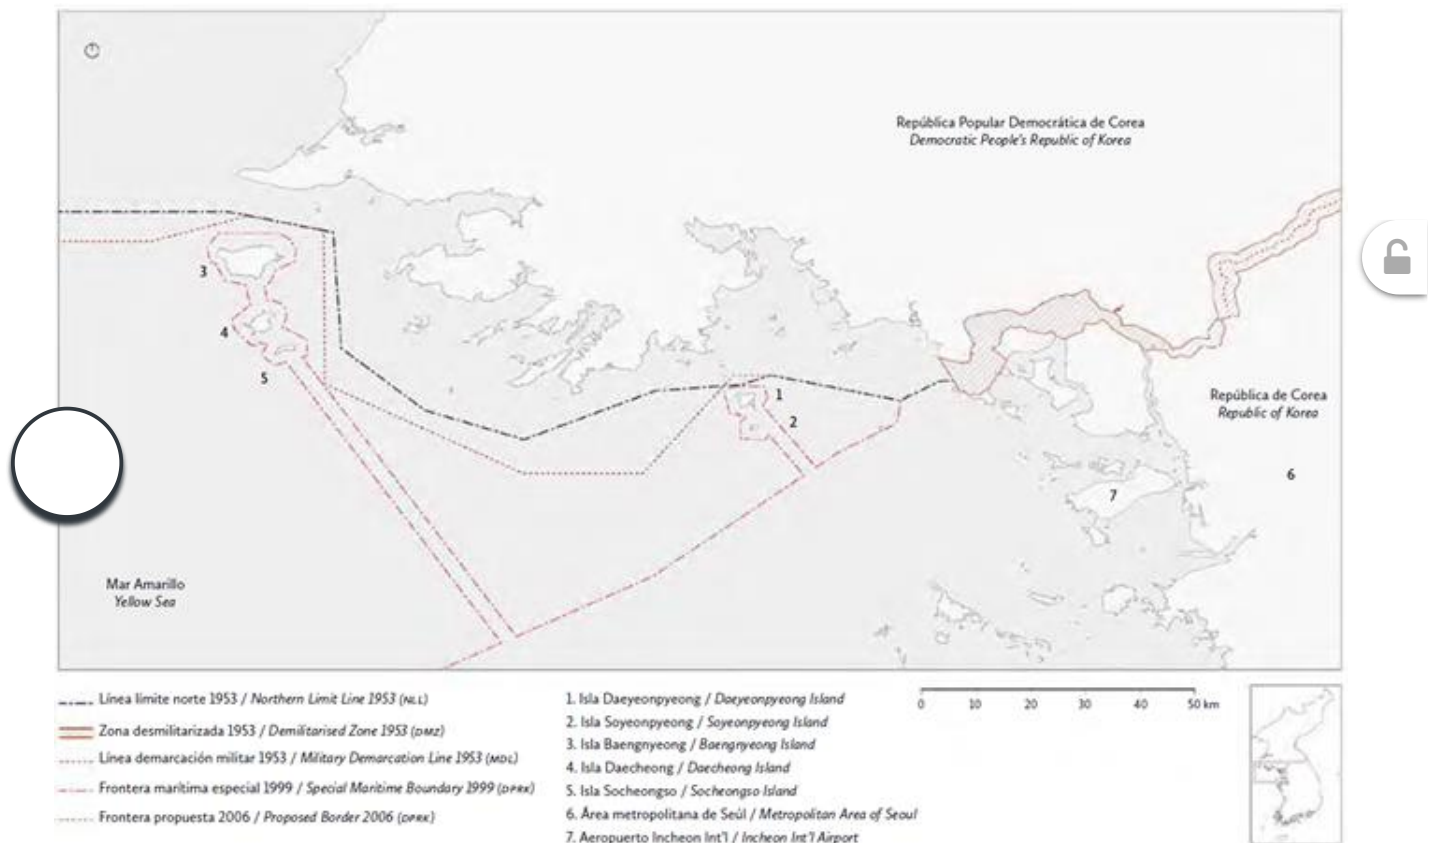 República Popular Democrática de Corea
Democratic People's Republic of Korea
3
4
5
1
2
República de Corea
Republic of Korea
6
7
Mar Amarillo
Yellow Sea
Línea límite norte 1953 / Northern Limit Line 1953 (NLL)
Zona desmilitarizada 1953 / Demilitarised Zone 1953 (DMZ)
Línea demarcación militar 1953 / Military Demarcation Line 1953 (MDL)
Frontera marítima especial 1999 / Special Maritime Boundary 1999 (DPRK)
Frontera propuesta 2006 / Proposed Border 2006 (DPRK)
1. Isla Daeyeonpyeong / Daeyeonpyeong Island
2. Isla Soyeonpyeong / Soyeonpyeong Island
3. Isla Baengnyeong / Baengnyeong Island
4. Isla Daecheong / Daecheong Island
5. Isla Socheongso / Socheongso Island
6. Área metropolitana de Seúl / Metropolitan Area of Seoul
7. Aeropuerto Incheon Int'l / Incheon Int'l Airport
0 10 20 30 40 50 km